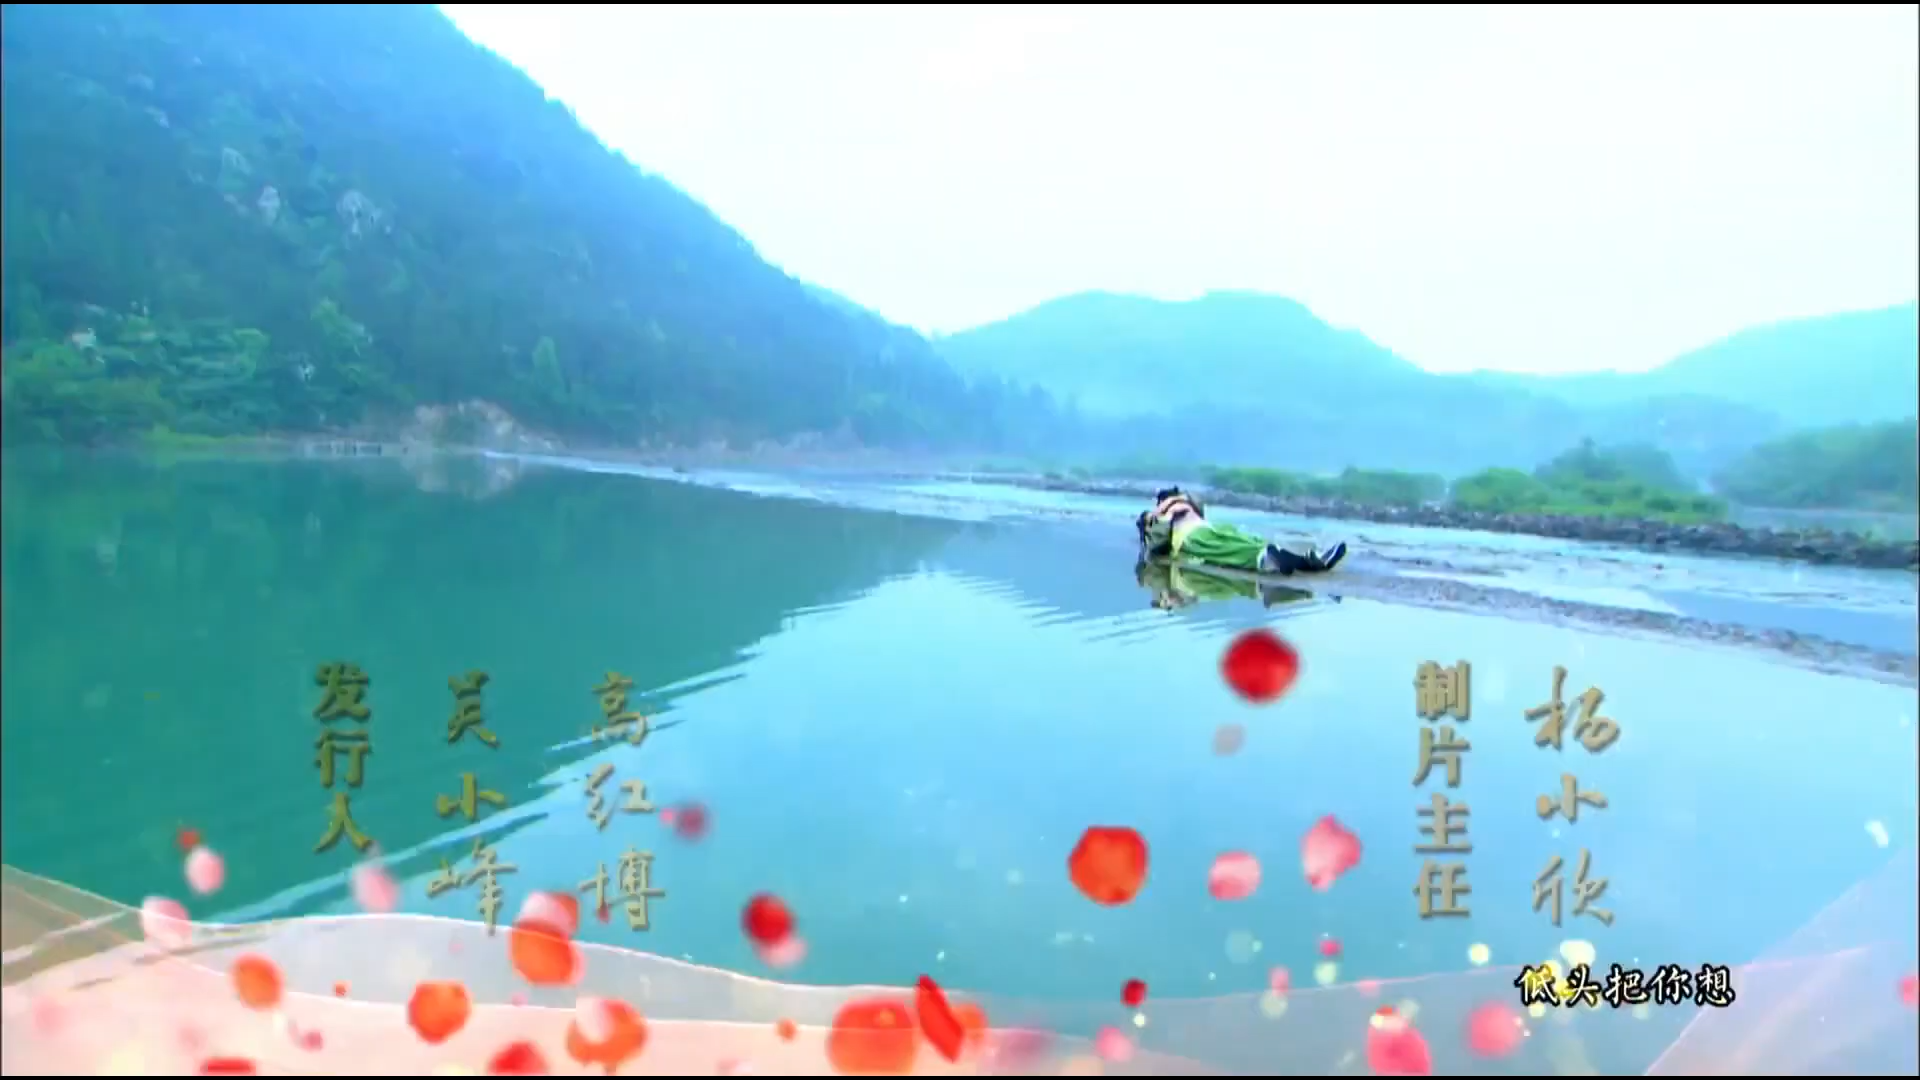 发行人
吴小峰
高红博
制片主任
杨小欣
低头把你想